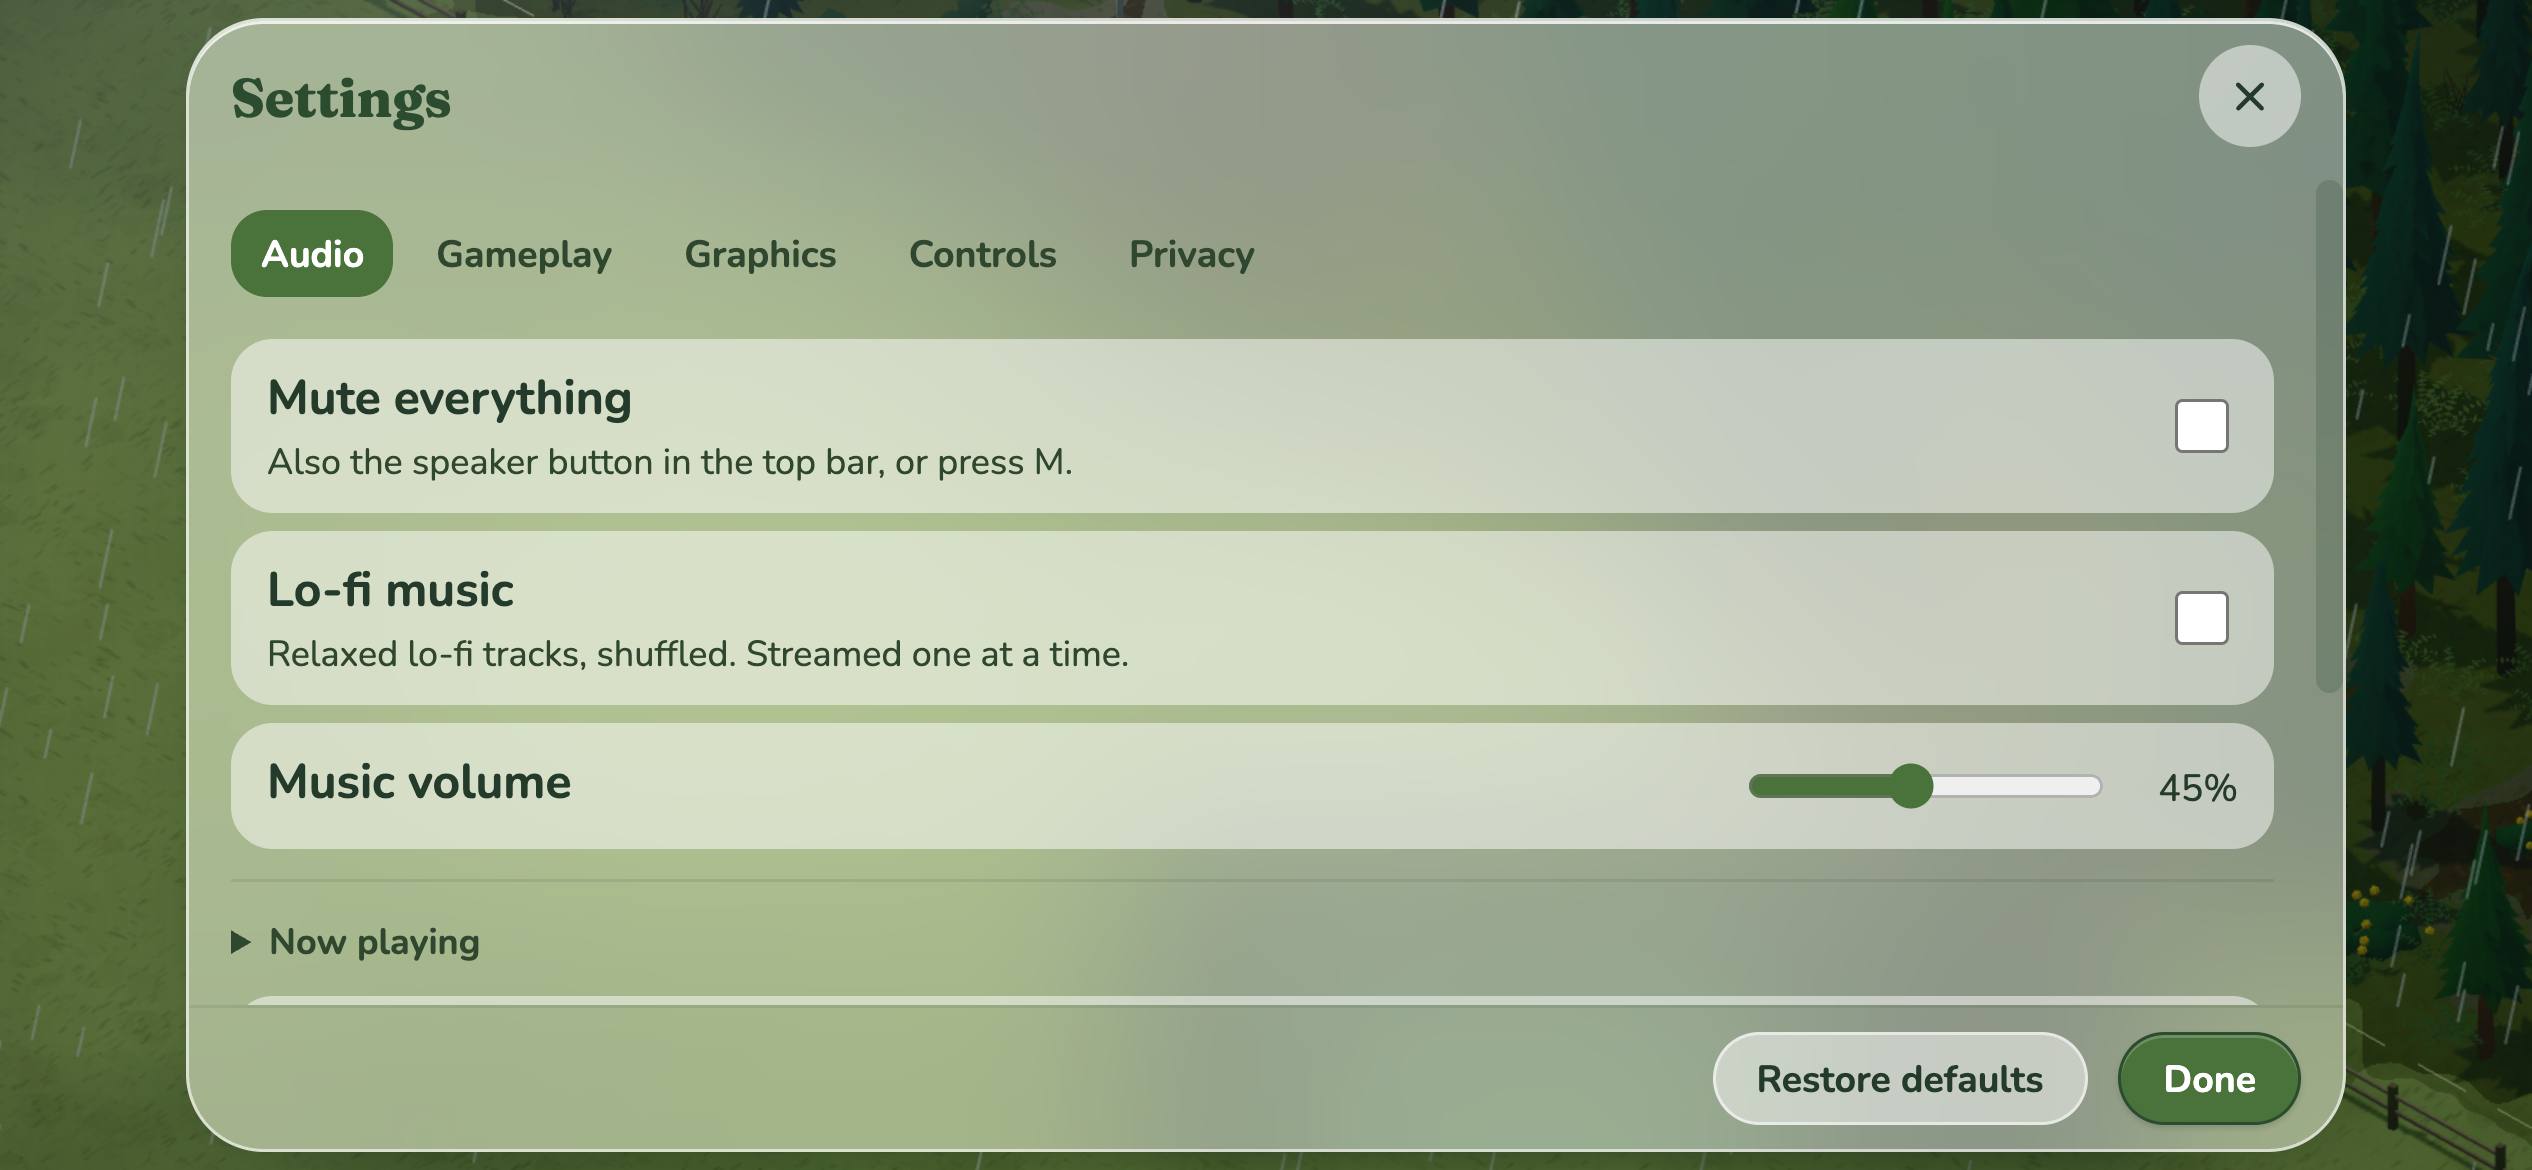 Settings
Audio
Gameplay
Graphics
Controls
Privacy
Mute everything
Also the speaker button in the top bar, or press M.
Lo-fi music
Relaxed lo-fi tracks, shuffled. Streamed one at a time.
Music volume
45%
Now playing
Restore defaults
Done